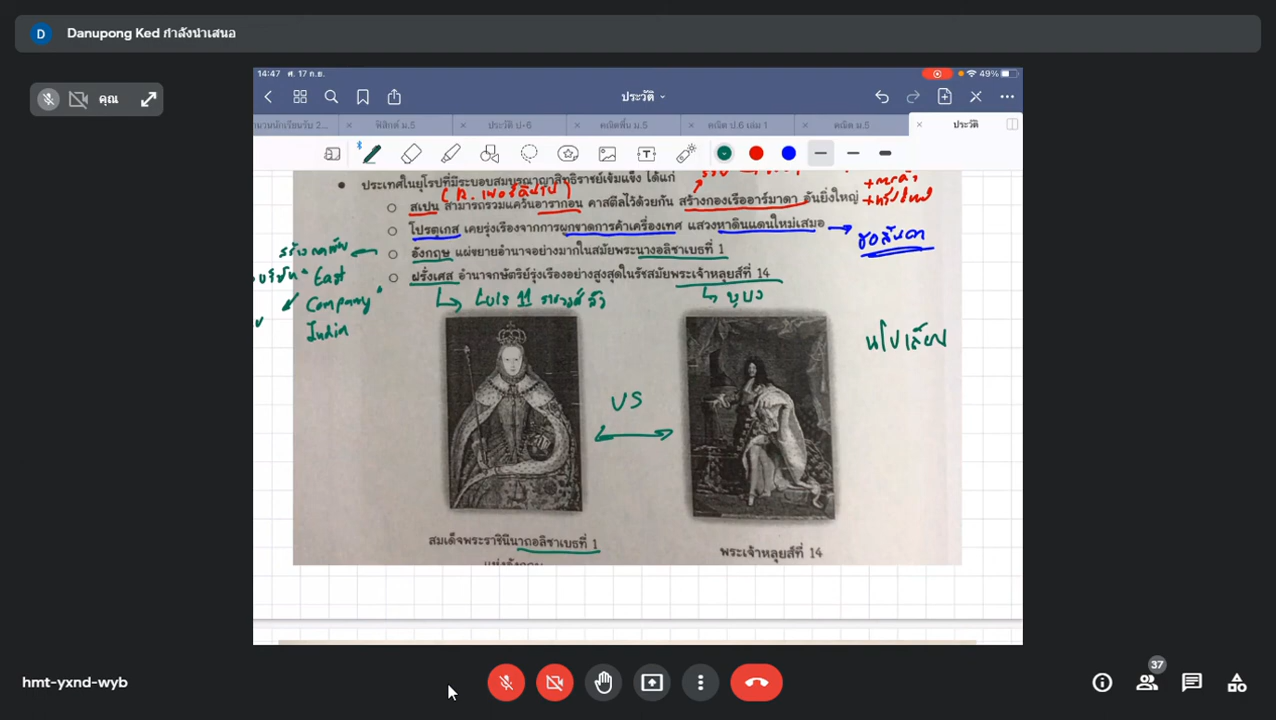 D Danupong Ked กำลังนำเสนอ
คุณ
14:47 ศ. 17 ก.ย.
49%
ประวัติ
านวนนักเรียนรับ 2...
ฟิสิกส์ ม.5
ประวัติ ป-6
คณิตพื้น ม.5
คณิต ป.6 เล่ม 1
คณิต ม.5
ประวัติ
ประเทศในยุโรปที่มีระบอบสมบูรณาญาสิทธิราชย์เข้มแข็ง ได้แก่
สเปน สามารถรวมแคว้นอารากอน คาสตีลไว้ด้วยกัน สร้างกองเรืออาร์มาดา อันยิ่งใหญ่
โปรตุเกส เคยรุ่งเรืองจากการผูกขาดการค้าเครื่องเทศ แสวงหาดินแดนใหม่เสมอ
อังกฤษ แผ่ขยายอำนาจอย่างมากในสมัยพระนางอลิซาเบธที่ 1
ฝรั่งเศส อำนาจกษัตริย์รุ่งเรืองอย่างสูงสุดในรัชสมัยพระเจ้าหลุยส์ที่ 14
East
Company"
India
VS
นโปเลียน
สมเด็จพระราชินีนาถอลิซาเบธที่ 1
แห่งอังกฤษ
พระเจ้าหลุยส์ที่ 14
hmt-yxnd-wyb
37